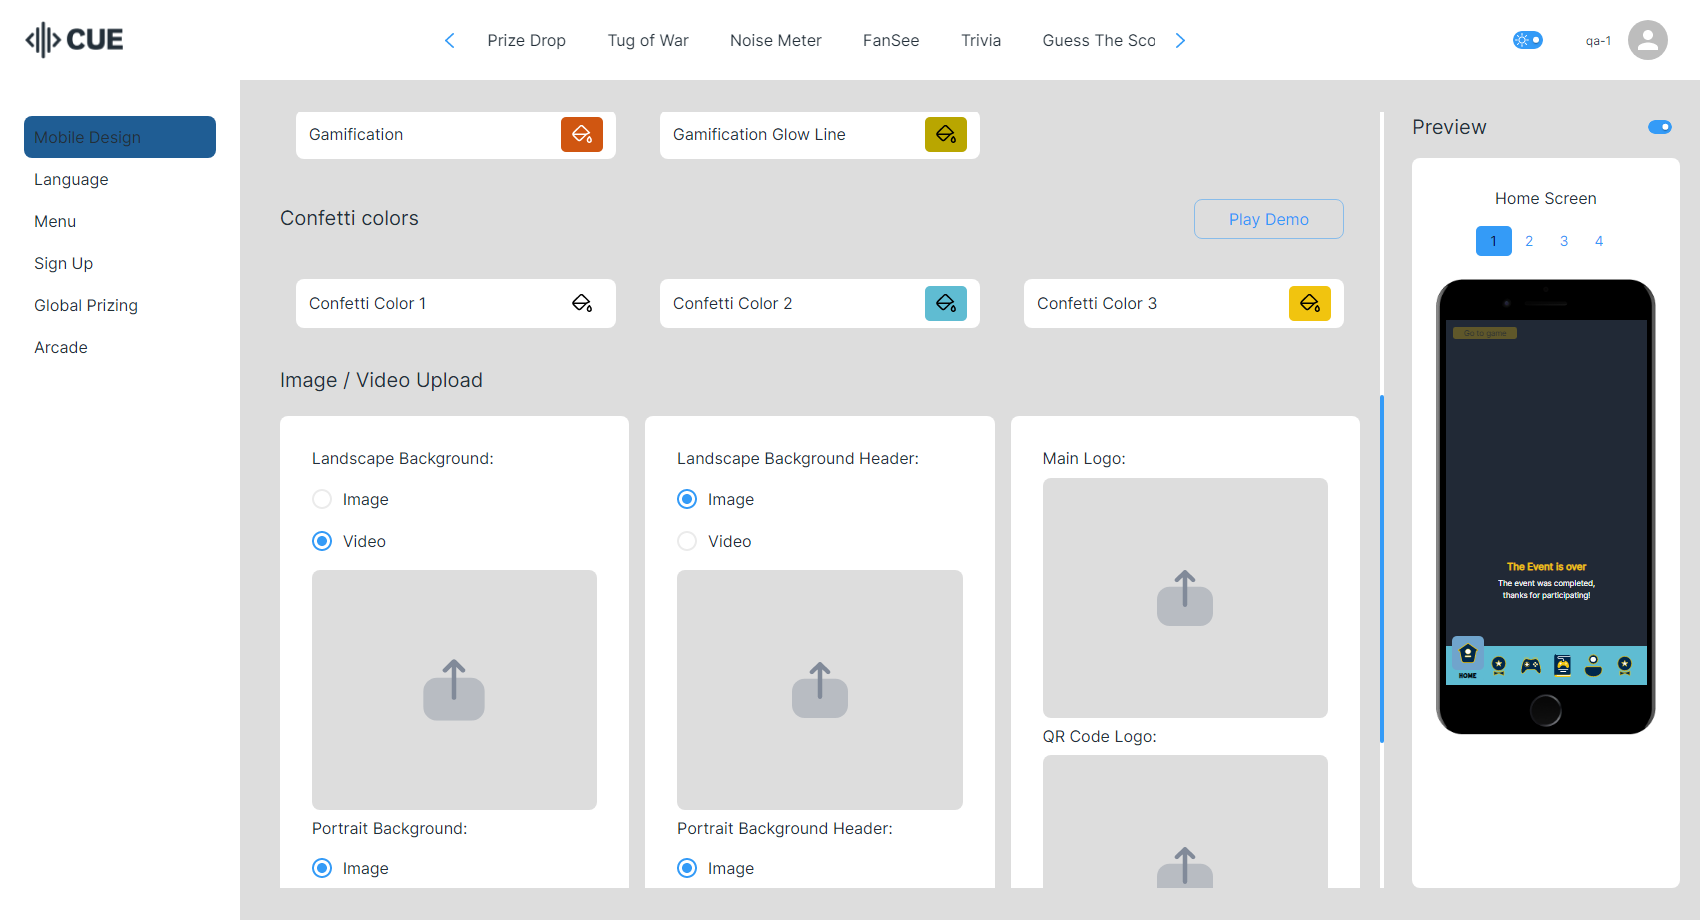 CUE
Prize Drop
Tug of War
Noise Meter
FanSee
Trivia
Guess The Sco
qa-1
Mobile Design
Language
Menu
Sign Up
Global Prizing
Arcade
Gamification
Gamification Glow Line
Confetti colors
Play Demo
Confetti Color 1
Confetti Color 2
Confetti Color 3
Image / Video Upload
Landscape Background:
Image
Video
Portrait Background:
Image
Landscape Background Header:
Image
Video
Portrait Background Header:
Image
Main Logo:
QR Code Logo:
Preview
Home Screen
1 2 3 4
Go to game
The Event is over
The event was completed,
thanks for participating!
HOME